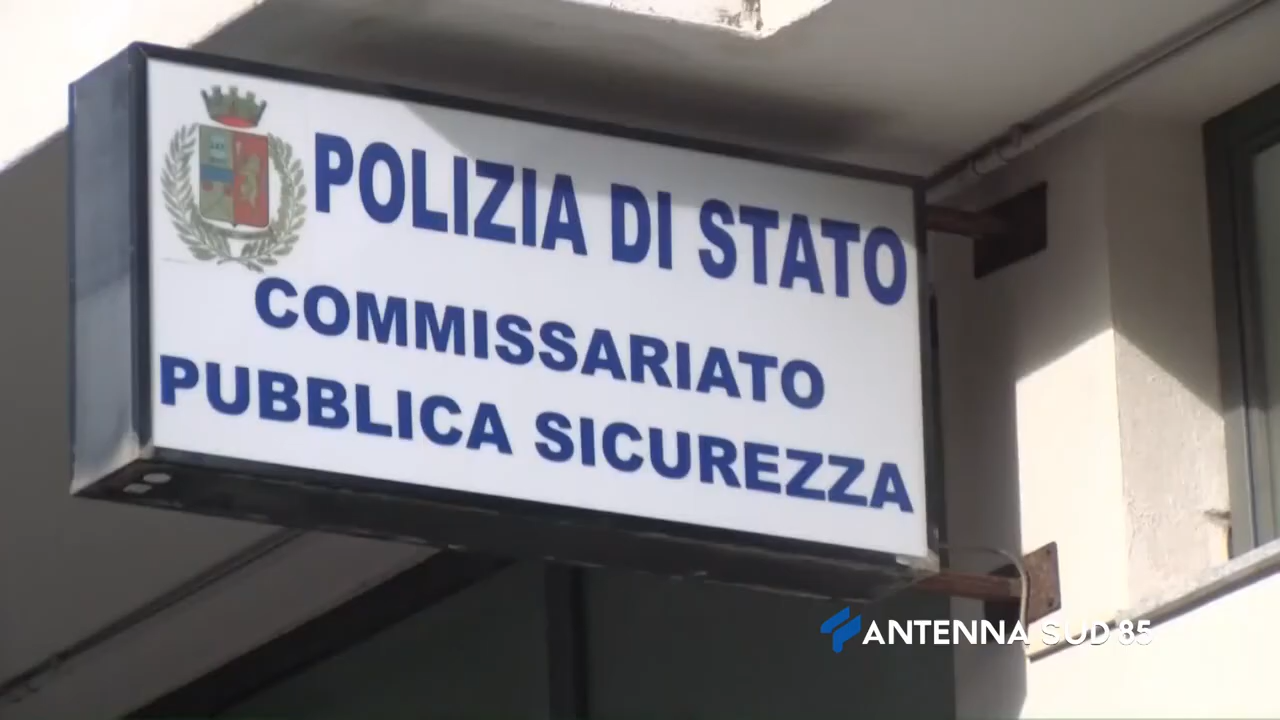 POLIZIA DI STATO
COMMISSARIATO
PUBBLICA SICUREZZA
ANTENNA SUD 85